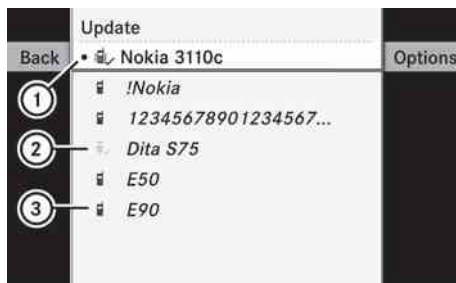 Update
Back
• Nokia 3110c
Options
!Nokia
12345678901234567...
Dita S75
E50
E90
1
2
3